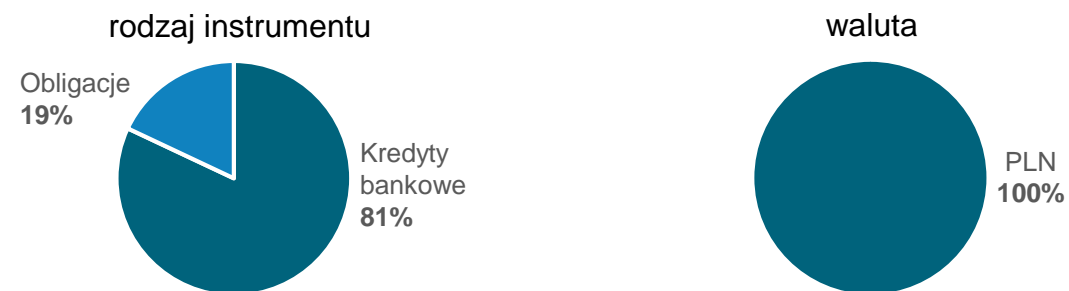 rodzaj instrumentu
Obligacje
19%
Kredyty
bankowe
81%
waluta
PLN
100%